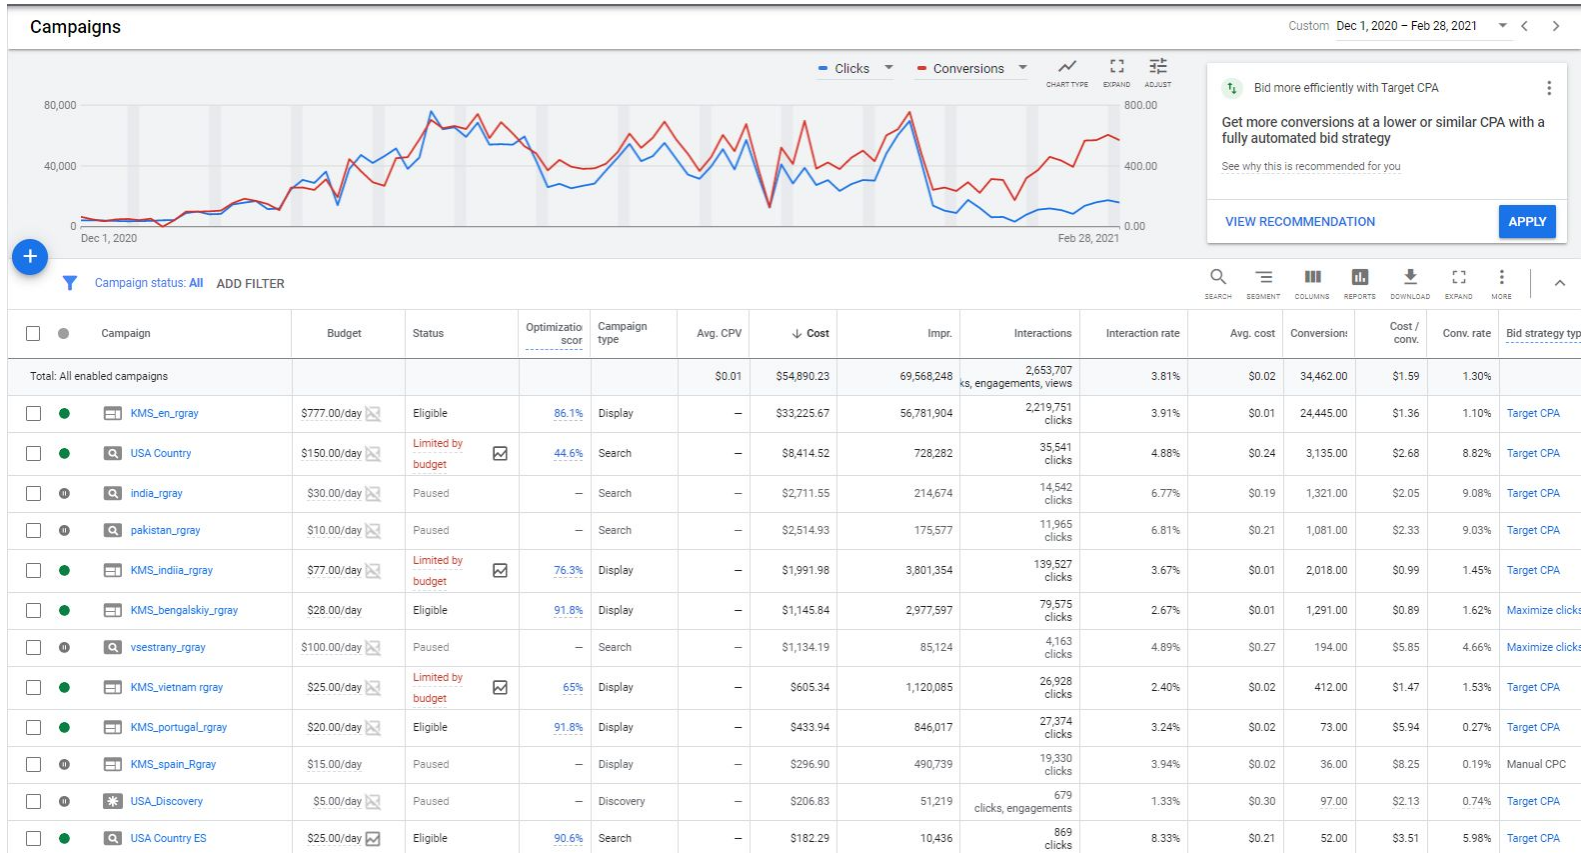 Campaigns
Custom Dec 1, 2020 – Feb 28, 2021
Clicks Conversions
CHART TYPE EXPAND ADJUST
80,000 800.00
40,000 400.00
0 0.00
Dec 1, 2020 Feb 28, 2021
Bid more efficiently with Target CPA
Get more conversions at a lower or similar CPA with a
fully automated bid strategy
See why this is recommended for you
VIEW RECOMMENDATION APPLY
+
Campaign status: All ADD FILTER
SEARCH SEGMENT COLUMNS REPORTS DOWNLOAD EXPAND MORE
Campaign Budget Status Optimizatio scor Campaign type Avg. CPV Cost Impr. Interactions Interaction rate Avg. cost Conversions Cost / conv. Conv. rate Bid strategy typ
Total: All enabled campaigns $0.01 $54,890.23 69,568,248 2,653,707 ks, engagements, views 3.81% $0.02 34,462.00 $1.59 1.30%
KMS_en_rgray $777.00/day Eligible 86.1% Display – $33,225.67 56,781,904 2,219,751 clicks 3.91% $0.01 24,445.00 $1.36 1.10% Target CPA
USA Country $150.00/day Limited by budget 44.6% Search – $8,414.52 728,282 35,541 clicks 4.88% $0.24 3,135.00 $2.68 8.82% Target CPA
india_rgray $30.00/day Paused – Search – $2,711.55 214,674 14,542 clicks 6.77% $0.19 1,321.00 $2.05 9.08% Target CPA
pakistan_rgray $10.00/day Paused – Search – $2,514.93 175,577 11,965 clicks 6.81% $0.21 1,081.00 $2.33 9.03% Target CPA
KMS_indiia_rgray $77.00/day Limited by budget 76.3% Display – $1,991.98 3,801,354 139,527 clicks 3.67% $0.01 2,018.00 $0.99 1.45% Target CPA
KMS_bengalskiy_rgray $28.00/day Eligible 91.8% Display – $1,145.84 2,977,597 79,575 clicks 2.67% $0.01 1,291.00 $0.89 1.62% Maximize clicks
vsestrany_rgray $100.00/day Paused – Search – $1,134.19 85,124 4,163 clicks 4.89% $0.27 194.00 $5.85 4.66% Maximize clicks
KMS_vietnam rgray $25.00/day Limited by budget 65% Display – $605.34 1,120,085 26,928 clicks 2.40% $0.02 412.00 $1.47 1.53% Target CPA
KMS_portugal_rgray $20.00/day Eligible 91.8% Display – $433.94 846,017 27,374 clicks 3.24% $0.02 73.00 $5.94 0.27% Target CPA
KMS_spain_Rgray $15.00/day Paused – Display – $296.90 490,739 19,330 clicks 3.94% $0.02 36.00 $8.25 0.19% Manual CPC
USA_Discovery $5.00/day Paused – Discovery – $206.83 51,219 679 clicks, engagements 1.33% $0.30 97.00 $2.13 0.74% Target CPA
USA Country ES $25.00/day Eligible 90.6% Search – $182.29 10,436 869 clicks 8.33% $0.21 52.00 $3.51 5.98% Target CPA